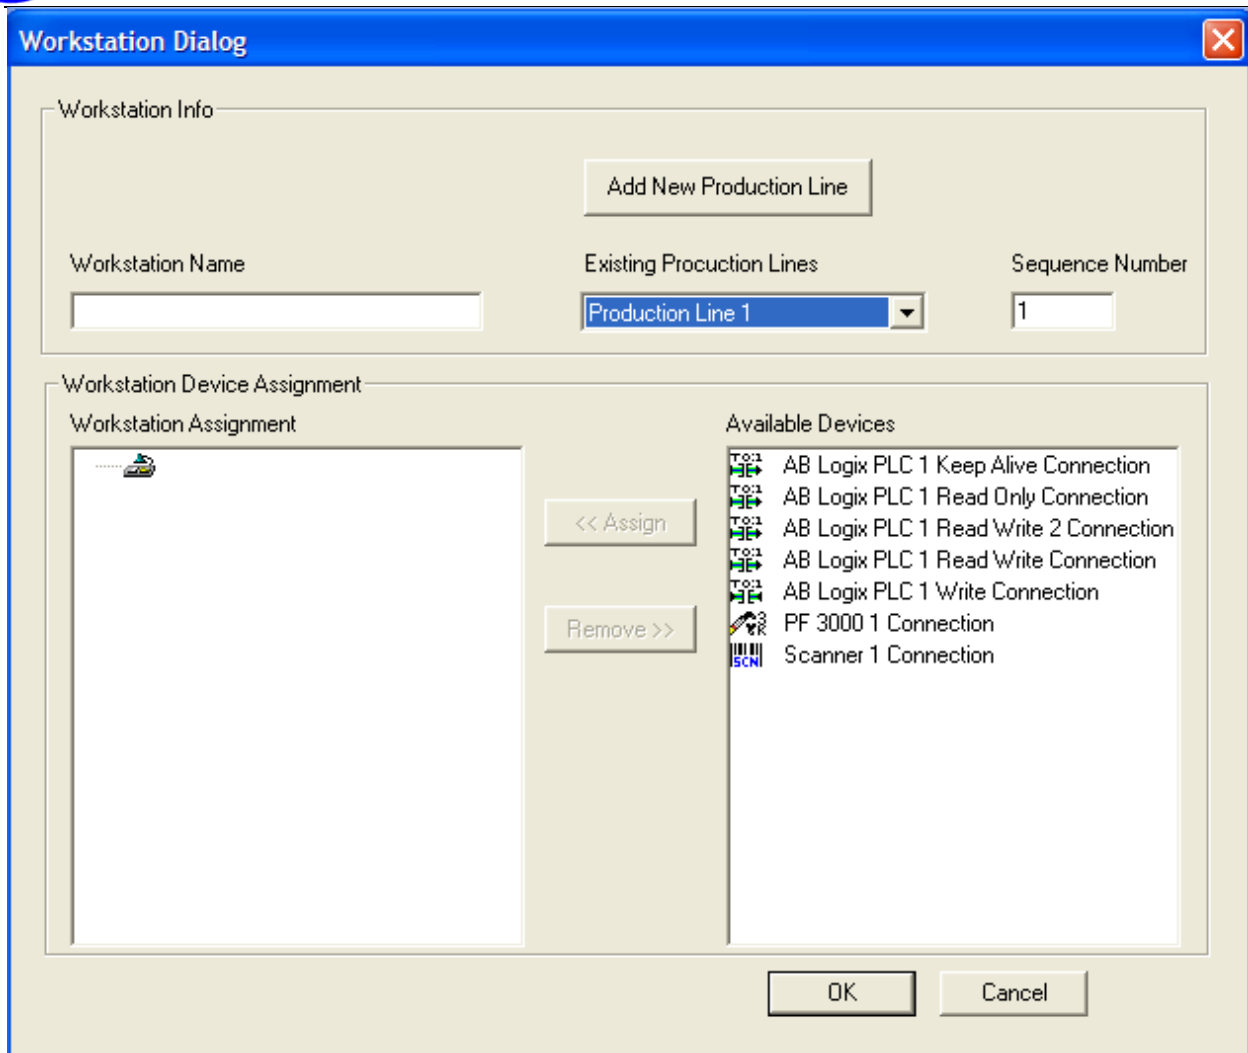 Workstation Dialog
Workstation Info
Add New Production Line
Workstation Name
Existing Procuction Lines
Sequence Number
Production Line 1
1
Workstation Device Assignment
Workstation Assignment
Available Devices
AB Logix PLC 1 Keep Alive Connection
AB Logix PLC 1 Read Only Connection
AB Logix PLC 1 Read Write 2 Connection
AB Logix PLC 1 Read Write Connection
AB Logix PLC 1 Write Connection
PF 3000 1 Connection
SCN Scanner 1 Connection
<< Assign
Remove >>
OK
Cancel